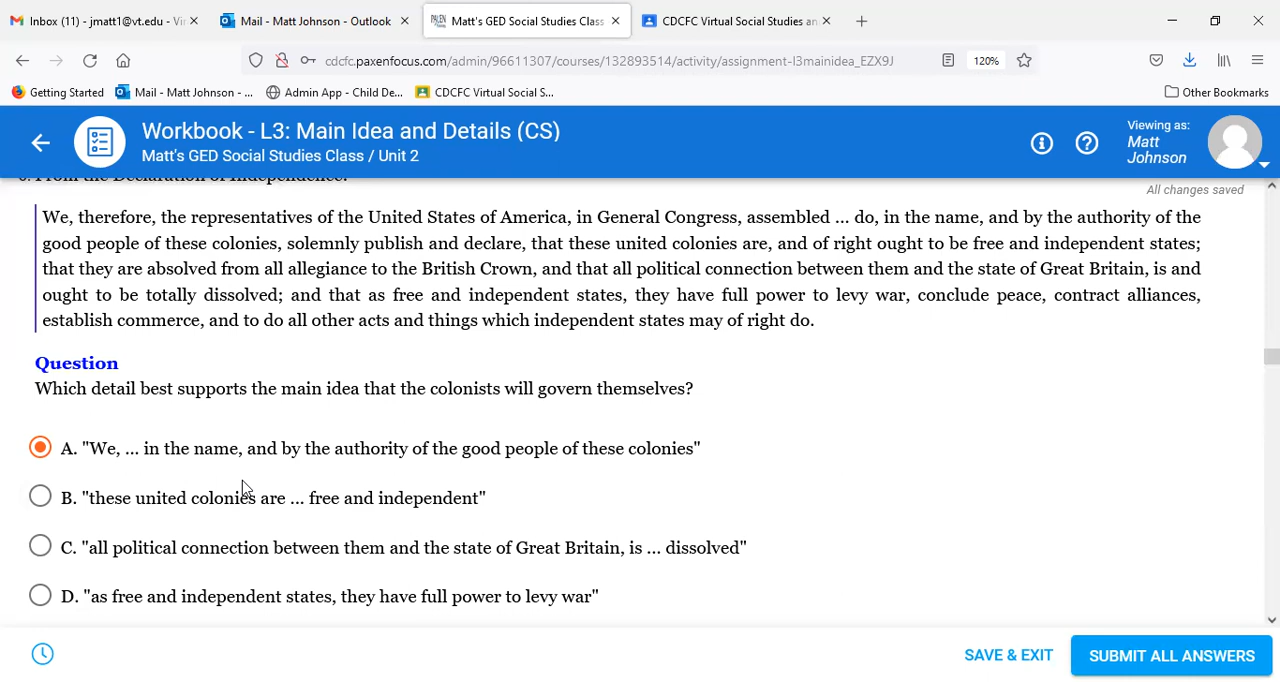 Inbox (11) - jmatt1@vt.edu - Vi
Mail - Matt Johnson - Outlook
PAXEN
Matt's GED Social Studies Class
CDCFC Virtual Social Studies an
cdcfc.paxenfocus.com/admin/96611307/courses/132893514/activity/assignment-l3mainidea_EZX9J
120%
Getting Started
Mail - Matt Johnson - ...
Admin App - Child De...
CDCFC Virtual Social S...
Other Bookmarks
Workbook - L3: Main Idea and Details (CS)
Matt's GED Social Studies Class / Unit 2
Viewing as:
Matt
Johnson
From the Declaration of Independence:
All changes saved
We, therefore, the representatives of the United States of America, in General Congress, assembled ... do, in the name, and by the authority of the
good people of these colonies, solemnly publish and declare, that these united colonies are, and of right ought to be free and independent states;
that they are absolved from all allegiance to the British Crown, and that all political connection between them and the state of Great Britain, is and
ought to be totally dissolved; and that as free and independent states, they have full power to levy war, conclude peace, contract alliances,
establish commerce, and to do all other acts and things which independent states may of right do.
Question
Which detail best supports the main idea that the colonists will govern themselves?
A. "We, ... in the name, and by the authority of the good people of these colonies"
B. "these united colonies are ... free and independent"
C. "all political connection between them and the state of Great Britain, is ... dissolved"
D. "as free and independent states, they have full power to levy war"
SAVE & EXIT
SUBMIT ALL ANSWERS